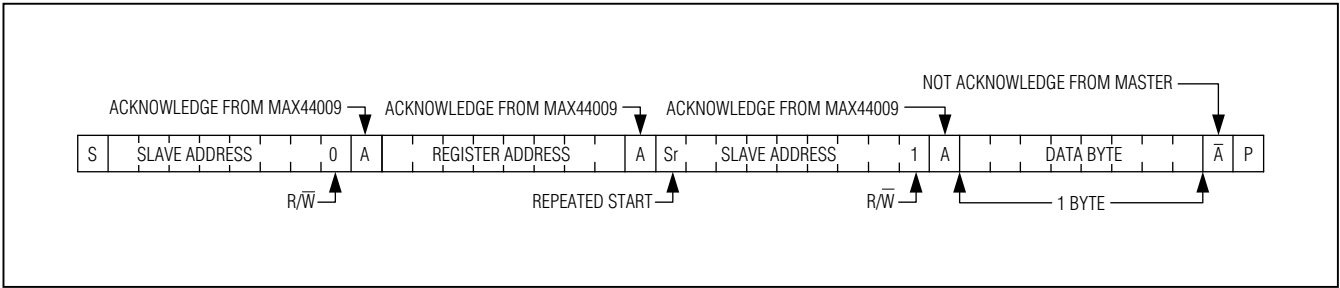 NOT ACKNOWLEDGE FROM MASTER
ACKNOWLEDGE FROM MAX44009 ACKNOWLEDGE FROM MAX44009 ACKNOWLEDGE FROM MAX44009
S SLAVE ADDRESS 0 A REGISTER ADDRESS A Sr SLAVE ADDRESS 1 A DATA BYTE A̅ P
R/W̅ REPEATED START R/W̅ 1 BYTE